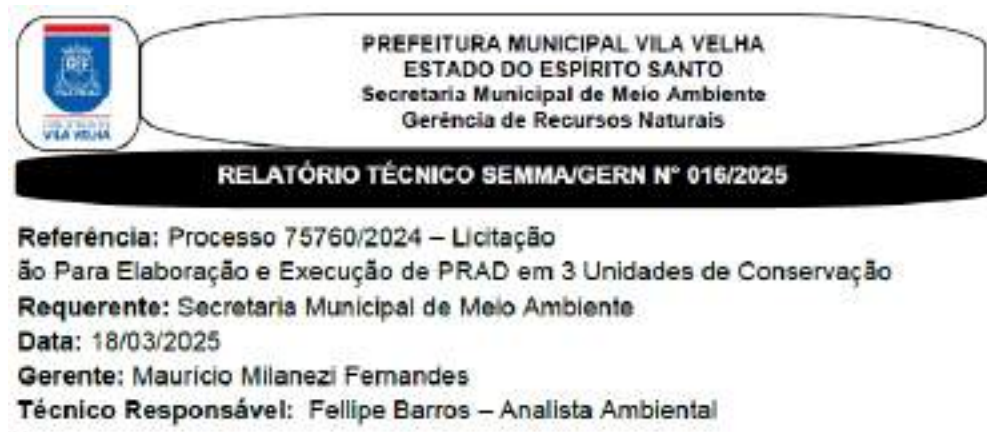 PREFEITURA MUNICIPAL VILA VELHA
ESTADO DO ESPÍRITO SANTO
Secretaria Municipal de Meio Ambiente
Gerência de Recursos Naturais
VILA VELHA
RELATÓRIO TÉCNICO SEMMA/GERN N° 016/2025
Referência: Processo 75760/2024 – Licitação
ão Para Elaboração e Execução de PRAD em 3 Unidades de Conservação
Requerente: Secretaria Municipal de Meio Ambiente
Data: 18/03/2025
Gerente: Mauricio Milanezi Fernandes
Técnico Responsável: Fellipe Barros – Analista Ambiental